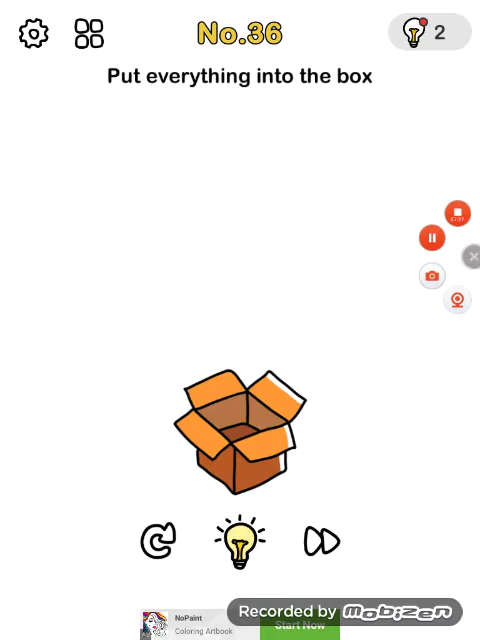 No.36
2
Put everything into the box
NoPaint
Coloring Artbook
Start Now
Recorded by mobizen